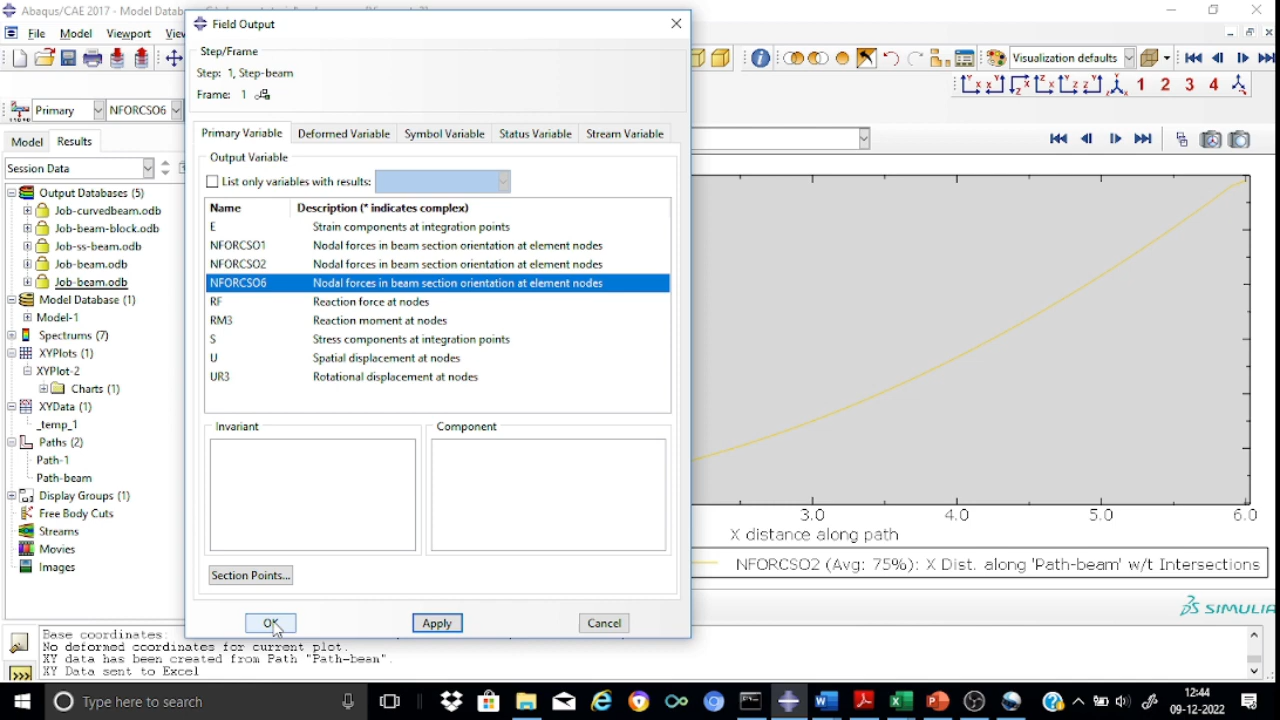 Abaqus/CAE 2017 - Model Datab
File Model Viewport
Visualization defaults
1 2 3 4
Primary NFORCSO6
Model Results
Session Data
Output Databases (5)
Job-curvedbeam.odb
Job-beam-block.odb
Job-ss-beam.odb
Job-beam.odb
Job-beam.odb
Model Database (1)
Model-1
Spectrums (7)
XYPlots (1)
XYPlot-2
Charts (1)
XYData (1)
_temp_1
Paths (2)
Path-1
Path-beam
Display Groups (1)
Free Body Cuts
Streams
Movies
Images
Field Output
Step/Frame
Step: 1, Step-beam
Frame: 1
Primary Variable Deformed Variable Symbol Variable Status Variable Stream Variable
Output Variable
List only variables with results:
Name Description (* indicates complex)
E Strain components at integration points
NFORCSO1 Nodal forces in beam section orientation at element nodes
NFORCSO2 Nodal forces in beam section orientation at element nodes
NFORCSO6 Nodal forces in beam section orientation at element nodes
RF Reaction force at nodes
RM3 Reaction moment at nodes
S Stress components at integration points
U Spatial displacement at nodes
UR3 Rotational displacement at nodes
Invariant Component
Section Points...
OK Apply Cancel
3.0 4.0 5.0 6.0
X distance along path
NFORCSO2 (Avg: 75%): X Dist. along 'Path-beam' w/t Intersections
SIMULIA
Base coordinates
No deformed coordinates for current plot.
XY data has been created from Path "Path-beam".
XY Data sent to Excel
Type here to search
12:44
09-12-2022